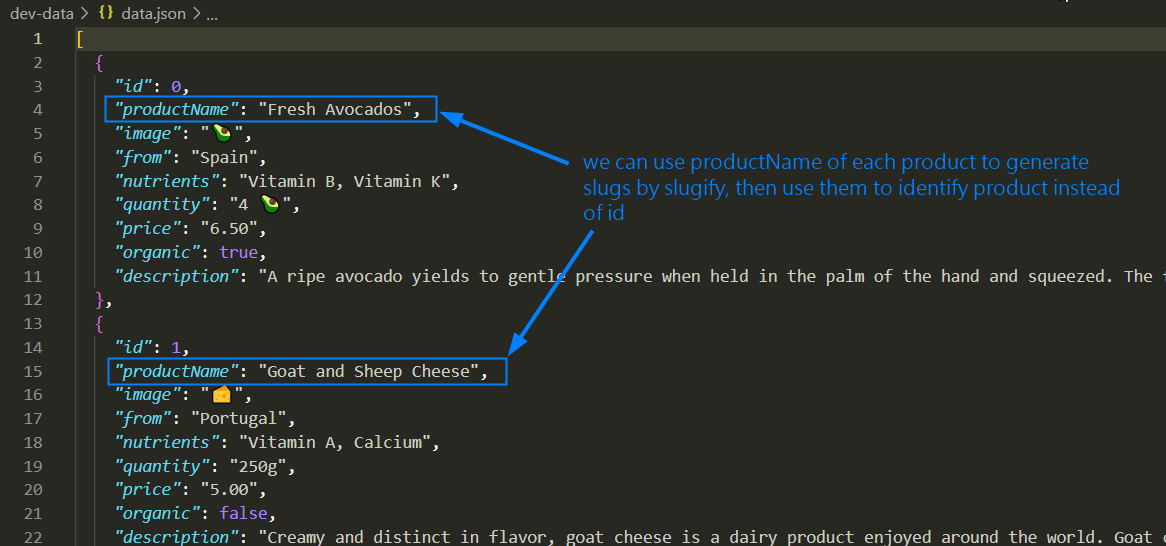 dev-data > {} data.json > ...
1 [
2 {
3 "id": 0,
4 "productName": "Fresh Avocados",
5 "image": "🥑",
6 "from": "Spain",
we can use productName of each product to generate
7 "nutrients": "Vitamin B, Vitamin K",
slugs by slugify, then use them to identify product instead
8 "quantity": "4 🥑",
of id
9 "price": "6.50",
10 "organic": true,
11 "description": "A ripe avocado yields to gentle pressure when held in the palm of the hand and squeezed. The
12 },
13 {
14 "id": 1,
15 "productName": "Goat and Sheep Cheese",
16 "image": "🧀",
17 "from": "Portugal",
18 "nutrients": "Vitamin A, Calcium",
19 "quantity": "250g",
20 "price": "5.00",
21 "organic": false,
22 "description": "Creamy and distinct in flavor, goat cheese is a dairy product enjoyed around the world. Goat